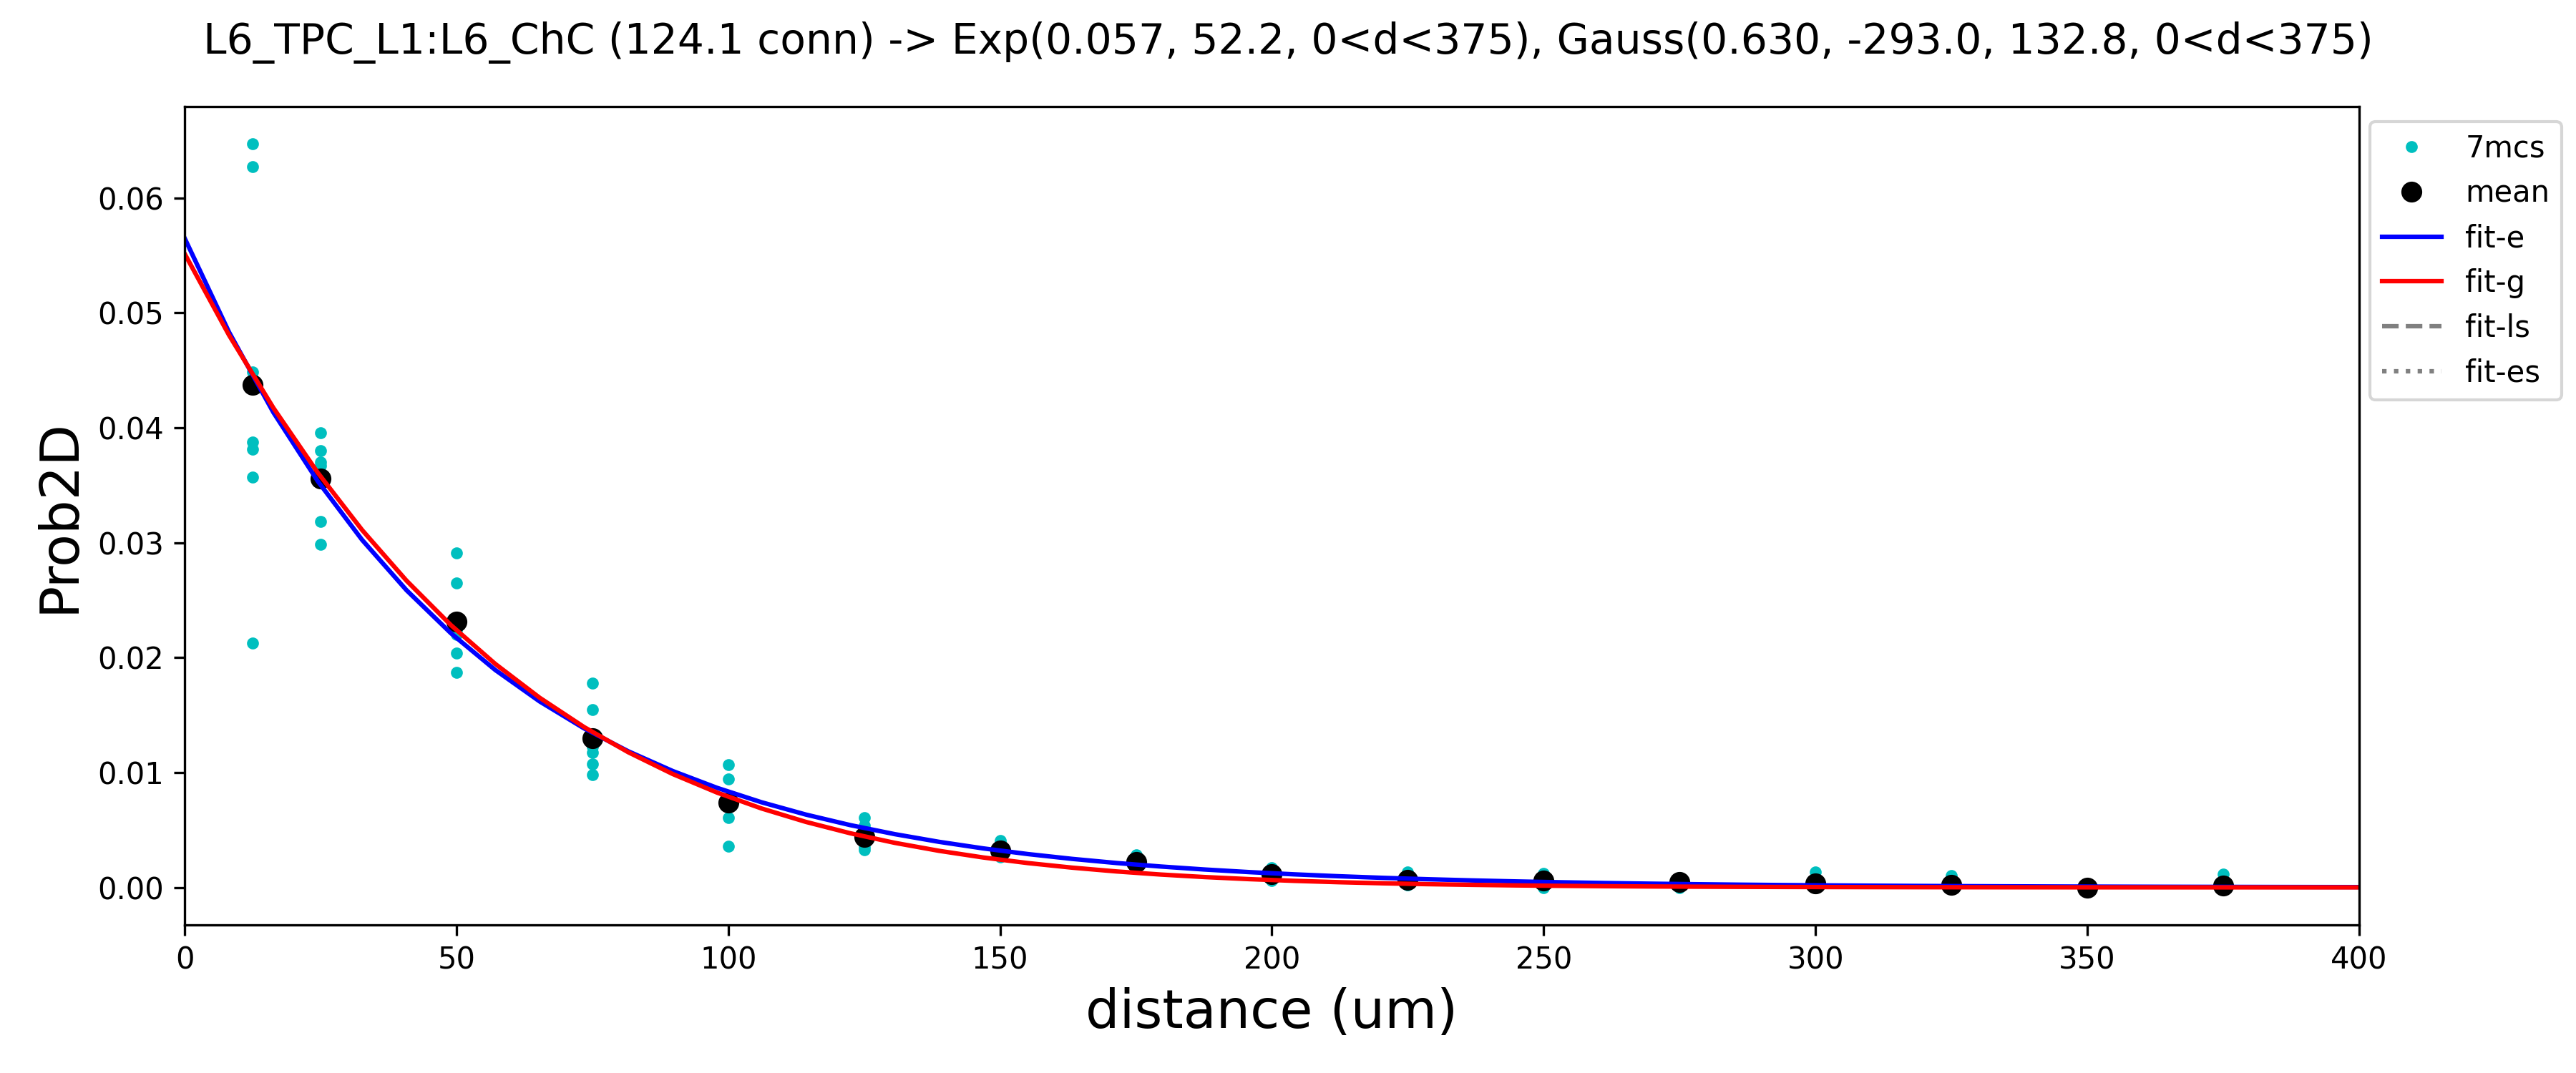 L6_TPC_L1:L6_ChC (124.1 conn) -> Exp(0.057, 52.2, 0<d<375), Gauss(0.630, -293.0, 132.8, 0<d<375)
7mcs
mean
fit-e
fit-g
fit-ls
fit-es
Prob2D
0.06
0.05
0.04
0.03
0.02
0.01
0.00
0 50 100 150 200 250 300 350 400
distance (um)